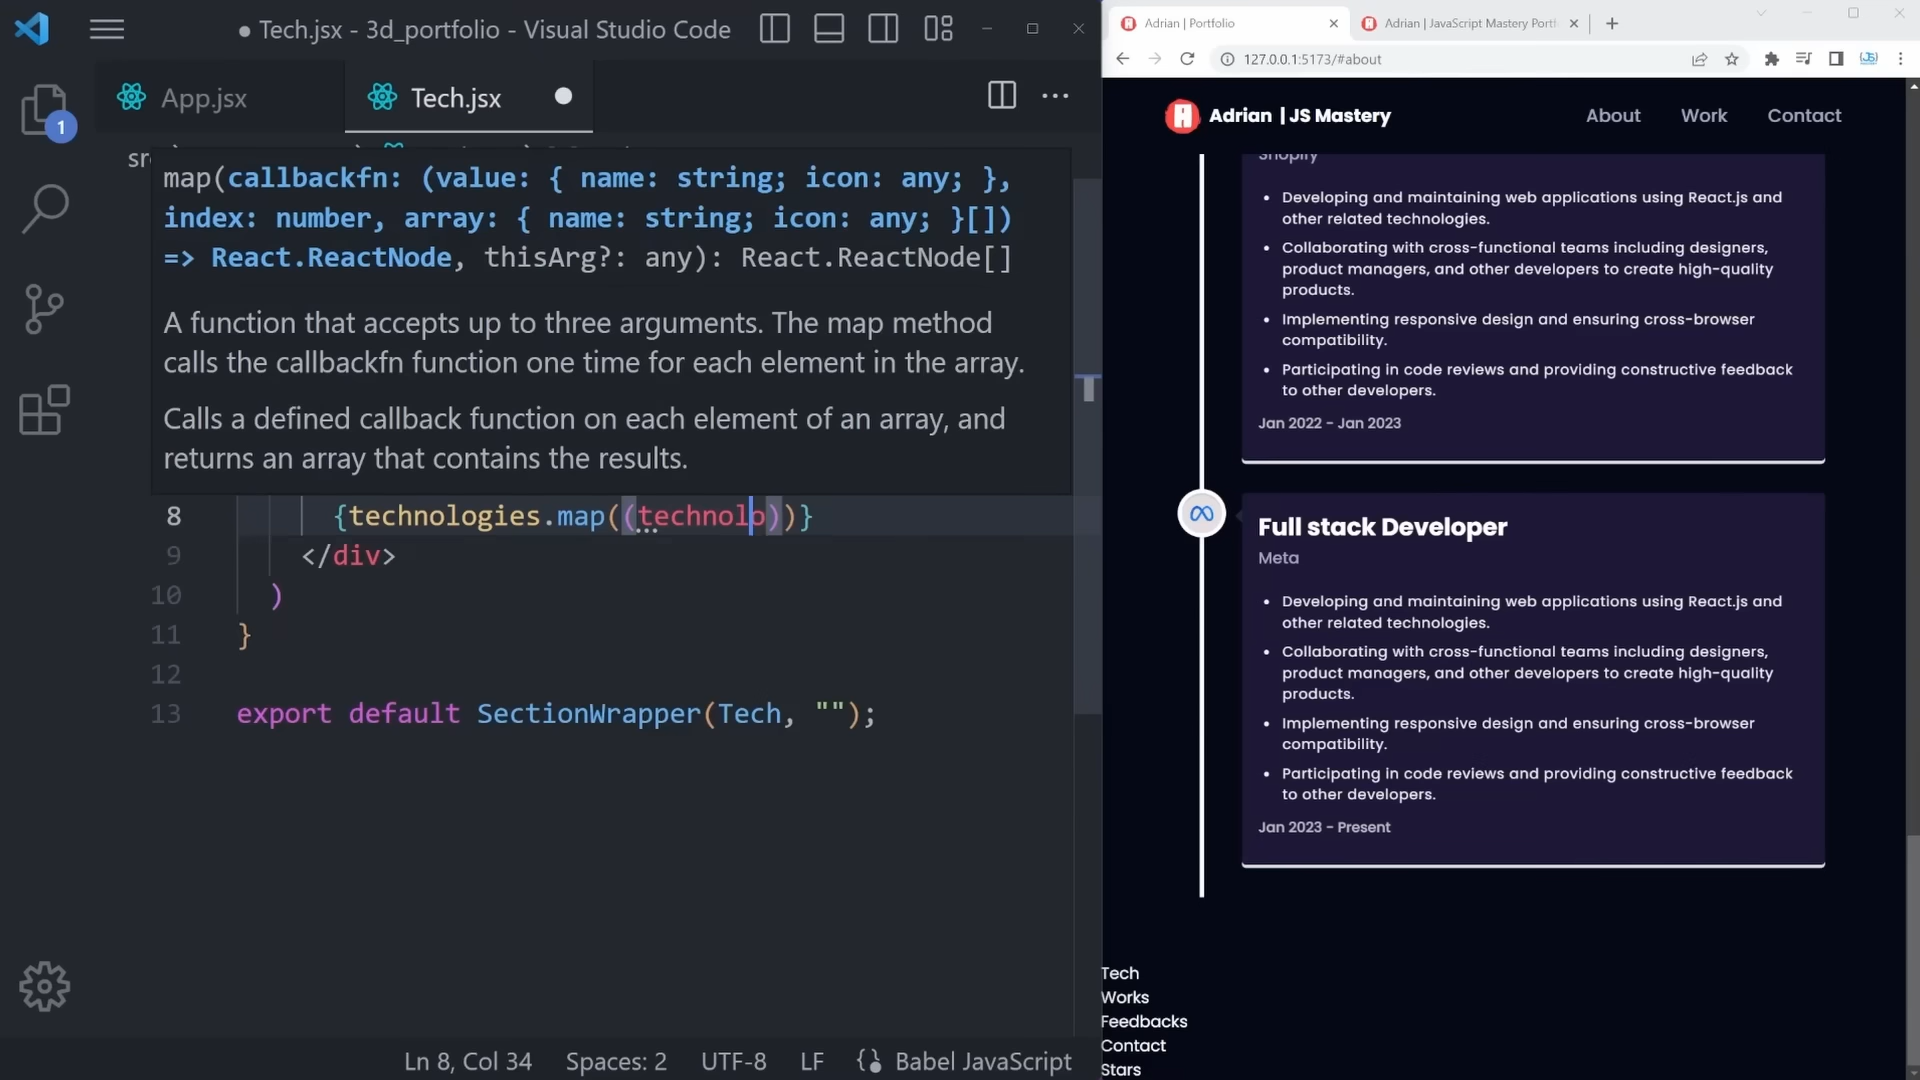 Tech.jsx - 3d_portfolio - Visual Studio Code
App.jsx
Tech.jsx
1
map(callbackfn: (value: { name: string; icon: any; },
index: number, array: { name: string; icon: any; }[])
=> React.ReactNode, thisArg?: any): React.ReactNode[]
A function that accepts up to three arguments. The map method
calls the callbackfn function one time for each element in the array.
Calls a defined callback function on each element of an array, and
returns an array that contains the results.
8 {technologies.map((technolo))}
9 </div>
10 )
11 }
12
13 export default SectionWrapper(Tech, "");
Ln 8, Col 34 Spaces: 2 UTF-8 LF Babel JavaScript
Adrian | Portfolio
Adrian | JavaScript Mastery Portf
127.0.0.1:5173/#about
Adrian | JS Mastery
About Work Contact
Shopify
• Developing and maintaining web applications using React.js and
other related technologies.
• Collaborating with cross-functional teams including designers,
product managers, and other developers to create high-quality
products.
• Implementing responsive design and ensuring cross-browser
compatibility.
• Participating in code reviews and providing constructive feedback
to other developers.
Jan 2022 - Jan 2023
Full stack Developer
Meta
• Developing and maintaining web applications using React.js and
other related technologies.
• Collaborating with cross-functional teams including designers,
product managers, and other developers to create high-quality
products.
• Implementing responsive design and ensuring cross-browser
compatibility.
• Participating in code reviews and providing constructive feedback
to other developers.
Jan 2023 - Present
Tech
Works
Feedbacks
Contact
Stars